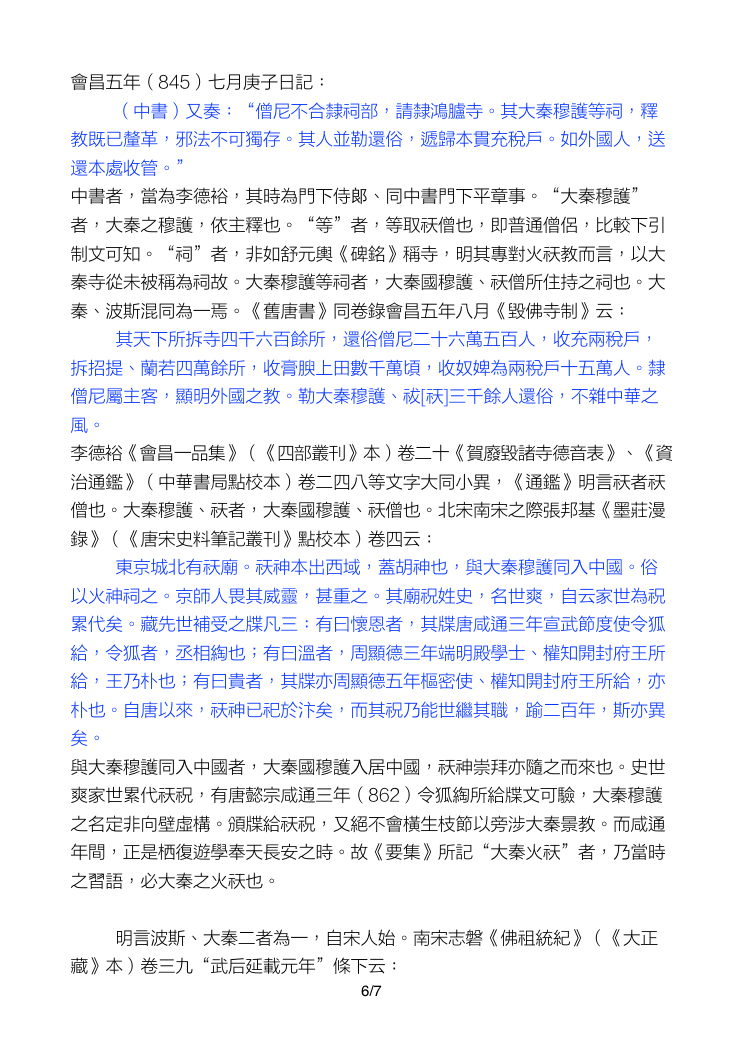 會昌五年（845）七月庚子日記：
（中書）又奏：“僧尼不合隸祠部，請隸鴻臚寺。其大秦穆護等祠，釋
教既已釐革，邪法不可獨存。其人並勒還俗，遞歸本貫充稅戶。如外國人，送
還本處收管。”
中書者，當為李德裕，其時為門下侍郞、同中書門下平章事。“大秦穆護”
者，大秦之穆護，依主釋也。“等”者，等取祆僧也，即普通僧侶，比較下引
制文可知。“祠”者，非如舒元輿《碑銘》稱寺，明其專對火祆教而言，以大
秦寺從未被稱為祠故。大秦穆護等祠者，大秦國穆護、祆僧所住持之祠也。大
秦、波斯混同為一焉。《舊唐書》同卷錄會昌五年八月《毀佛寺制》云：
其天下所拆寺四千六百餘所，還俗僧尼二十六萬五百人，收充兩稅戶，
拆招提、蘭若四萬餘所，收膏腴上田數千萬頃，收奴婢為兩稅戶十五萬人。隸
僧尼屬主客，顯明外國之教。勒大秦穆護、祓[祆]三千餘人還俗，不雜中華之
風。
李德裕《會昌一品集》（《四部叢刊》本）卷二十《賀廢毀諸寺德音表》、《資
治通鑑》（中華書局點校本）卷二四八等文字大同小異，《通鑑》明言祆者祆
僧也。大秦穆護、祆者，大秦國穆護、祆僧也。北宋南宋之際張邦基《墨莊漫
錄》（《唐宋史料筆記叢刊》點校本）卷四云：
東京城北有祆廟。祆神本出西域，蓋胡神也，與大秦穆護同入中國。俗
以火神祠之。京師人畏其威靈，甚重之。其廟祝姓史，名世爽，自云家世為祝
累代矣。藏先世補受之牒凡三：有曰懷恩者，其牒唐咸通三年宣武節度使令狐
給，令狐者，丞相綯也；有曰溫者，周顯德三年端明殿學士、權知開封府王所
給，王乃朴也；有曰貴者，其牒亦周顯德五年樞密使、權知開封府王所給，亦
朴也。自唐以來，祆神已祀於汴矣，而其祝乃能世繼其職，踰二百年，斯亦異
矣。
與大秦穆護同入中國者，大秦國穆護入居中國，祆神崇拜亦隨之而來也。史世
爽家世累代祆祝，有唐懿宗咸通三年（862）令狐綯所給牒文可驗，大秦穆護
之名定非向壁虛構。頒牒給祆祝，又絕不會橫生枝節以旁涉大秦景教。而咸通
年間，正是栖復遊學奉天長安之時。故《要集》所記“大秦火祆”者，乃當時
之習語，必大秦之火祆也。
明言波斯、大秦二者為一，自宋人始。南宋志磐《佛祖統紀》（《大正
藏》本）卷三九“武后延載元年”條下云：
6/7